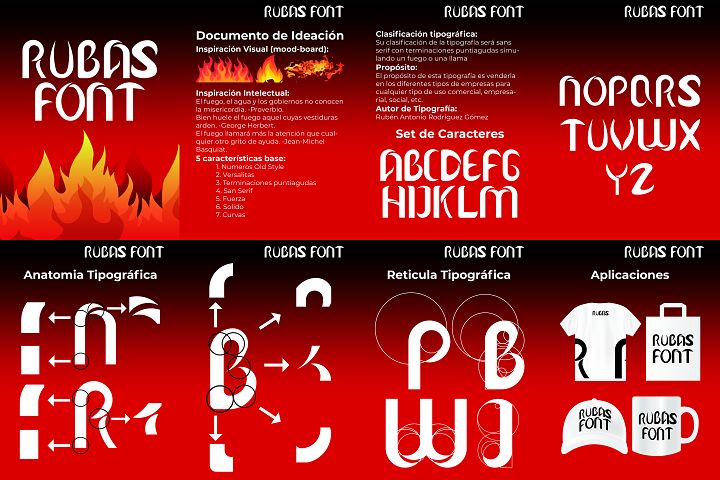 RUBAS
FONT
RUBAS FONT
Documento de Ideación
Inspiración Visual (mood-board):
Inspiración Intelectual:
El fuego, el agua y los gobiernos no conocen
la misericordia. -Proverbio.
Bien huele el fuego aquel cuyas vestiduras
arden. -George Herbert.
El fuego llamará más la atención que cual-
quier otro grito de ayuda. -Jean-Michel
Basquiat.
5 características base:
1. Numeros Old Style
2. Versalitas
3. Terminaciones puntiagudas
4. San Serif
5. Fuerza
6. Solido
7. Curvas
RUBAS FONT
Clasificación tipográfica:
Su clasificación de la tipografía será sans
serif con terminaciones puntiagudas simu-
lando un fuego o una llama
Propósito:
El propósito de esta tipografía es venderla
en los diferentes tipos de empresas para
cualquier tipo de uso comercial, empresa-
rial, social, etc.
Autor de Tipografía:
Rubén Antonio Rodríguez Gómez
Set de Caracteres
ABCDEFG
HIJKLM
RUBAS FONT
NOPQRS
TUVWX
YZ
RUBAS FONT
Anatomia Tipográfica
n
R
RUBAS FONT
B
RUBAS FONT
Reticula Tipográfica
P B
W J
RUBAS FONT
Aplicaciones
RUBAS
R n
RUBAS
FONT
RUBAS
FONT
RUBAS
FONT